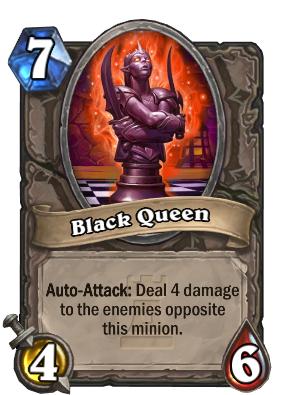 7
Black Queen
Auto-Attack: Deal 4 damage
to the enemies opposite
this minion.
4
6